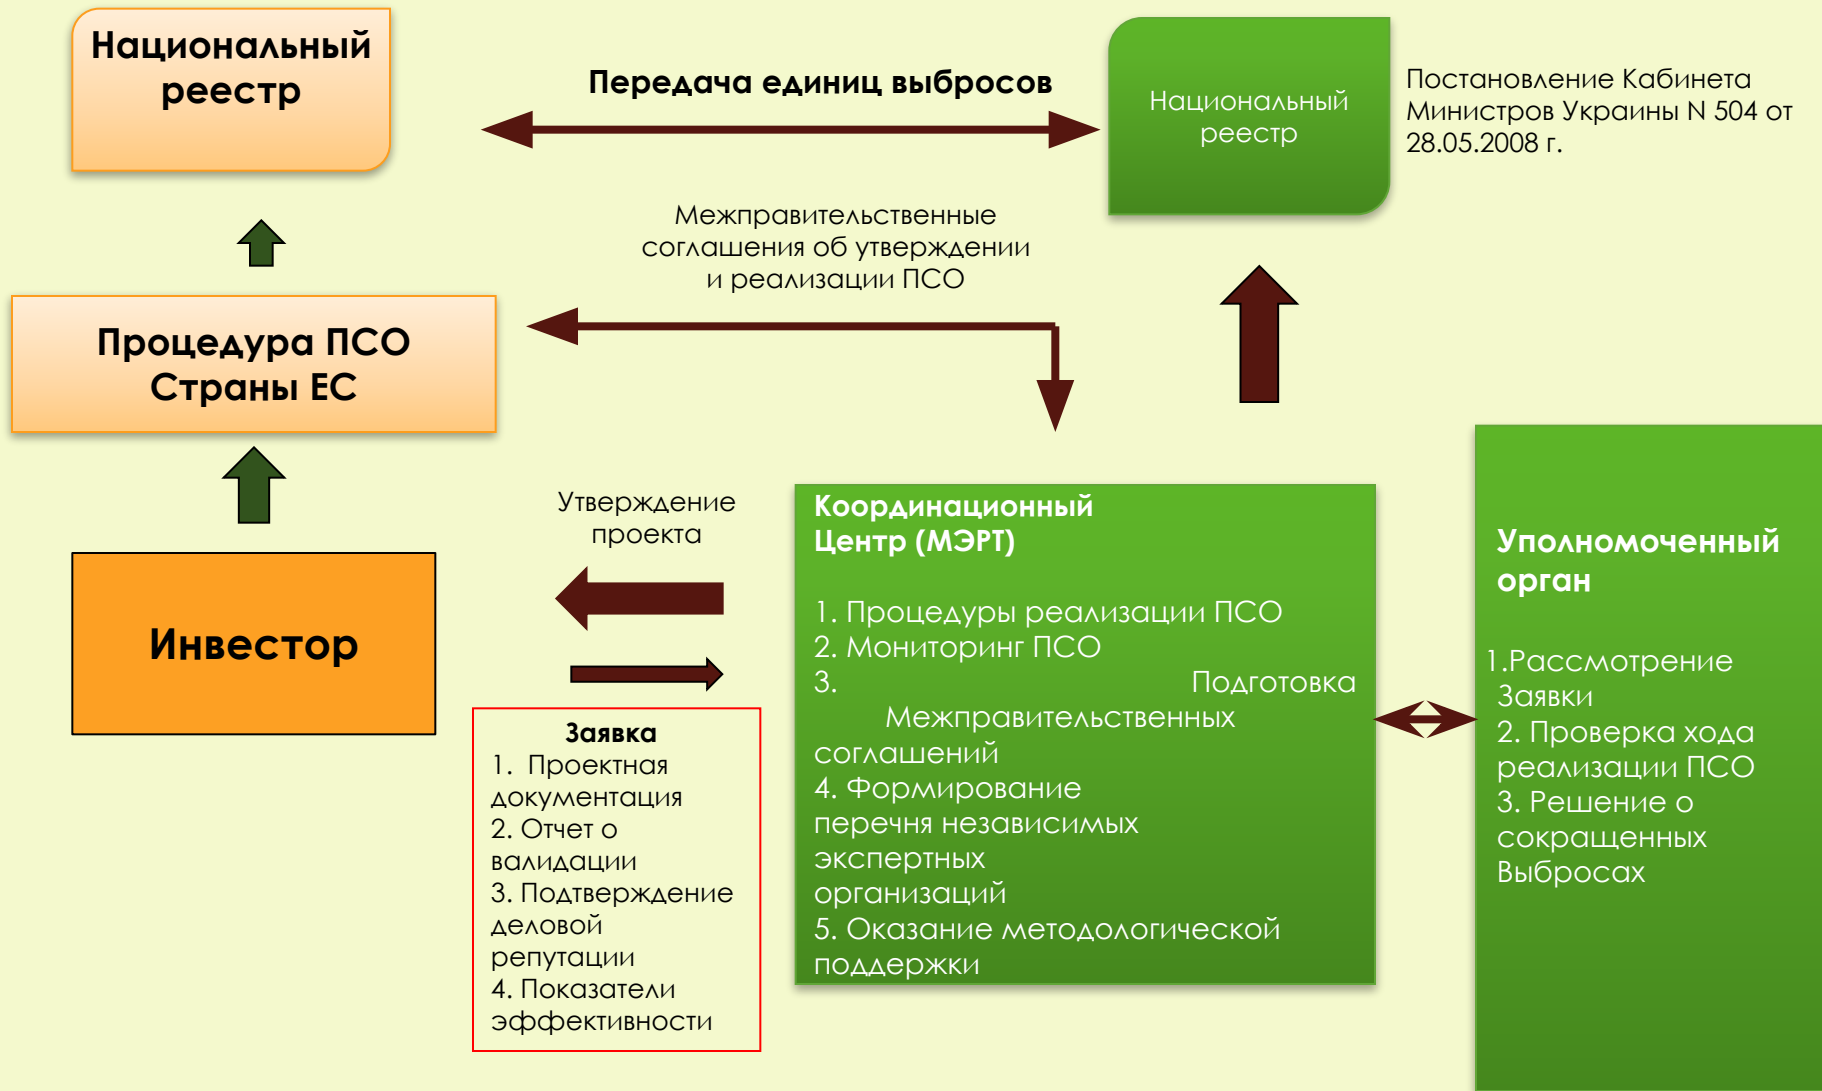 Национальный
реестр
Передача единиц выбросов
Национальный
реестр
Постановление Кабинета
Министров Украины N 504 от
28.05.2008 г.
Межправительственные
соглашения об утверждении
и реализации ПСО
Процедура ПСО
Страны ЕС
Инвестор
Утверждение
проекта
Заявка
1. Проектная
документация
2. Отчет о
валидации
3. Подтверждение
деловой
репутации
4. Показатели
эффективности
Координационный
Центр (МЭРТ)
1. Процедуры реализации ПСО
2. Мониторинг ПСО
3. Подготовка
Межправительственных
соглашений
4. Формирование
перечня независимых
экспертных
организаций
5. Оказание методологической
поддержки
Уполномоченный
орган
1.Рассмотрение
Заявки
2. Проверка хода
реализации ПСО
3. Решение о
сокращенных
Выбросах